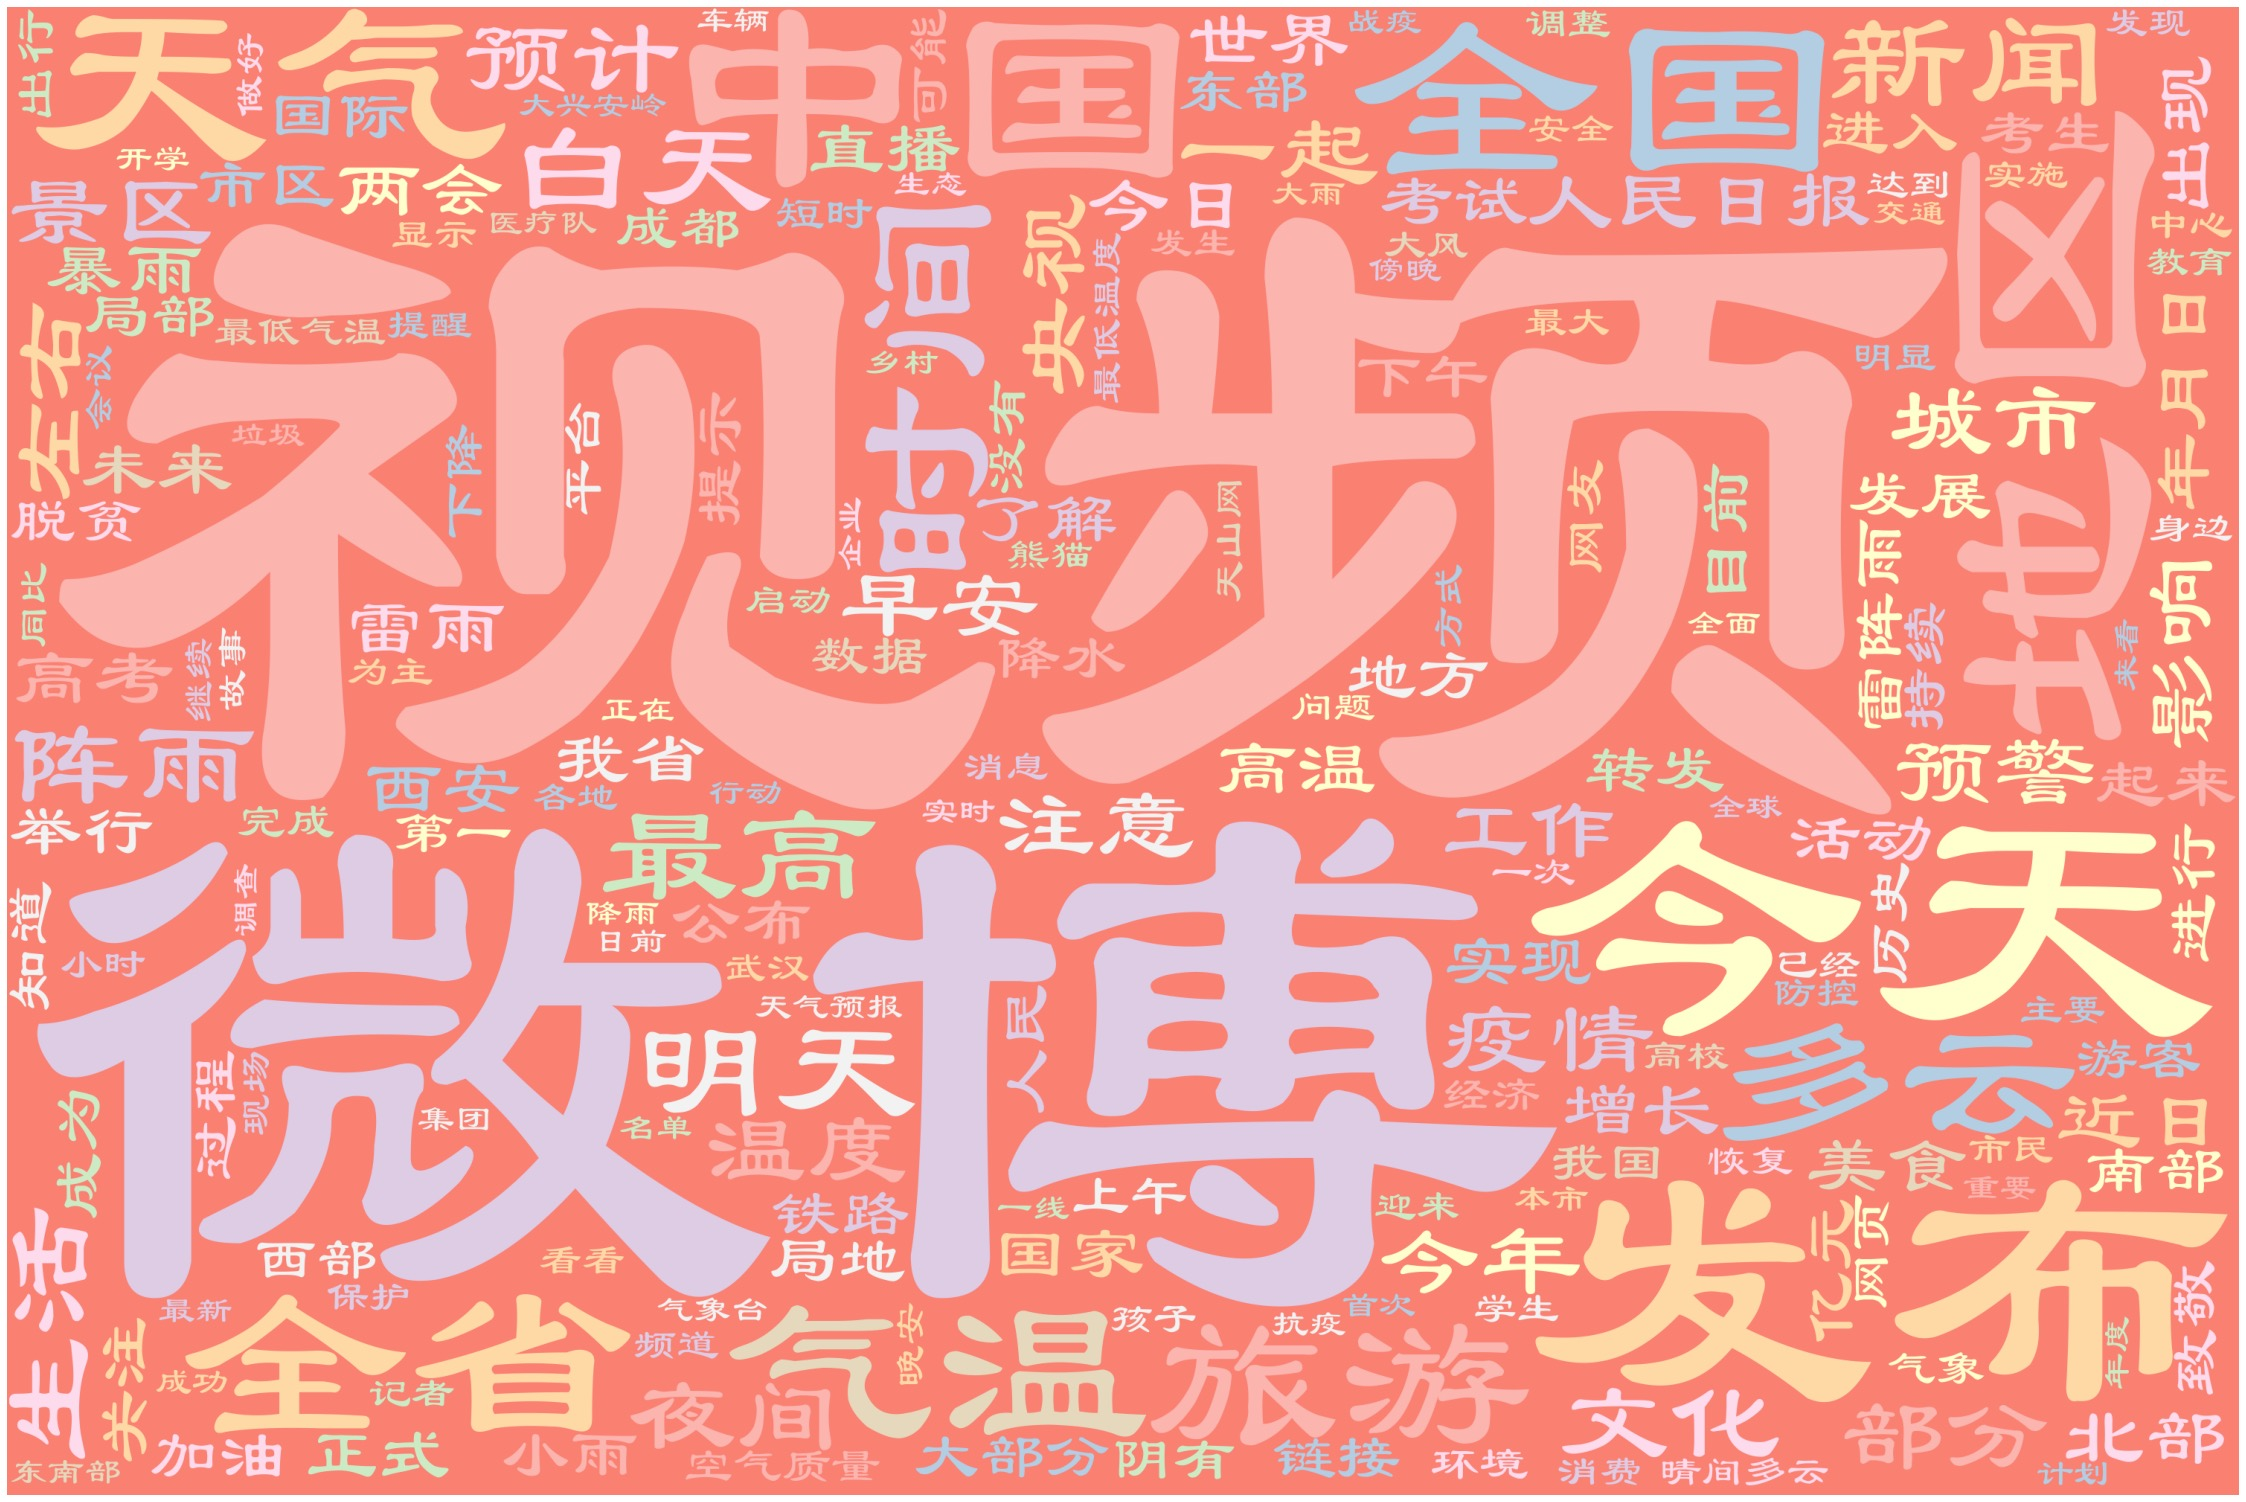 出行
天气
做好
预计
车辆
中国
可能
世界
战疫
全国
调整
新闻
发现
国际
大兴安岭
东部
安全
进入
考生
出现
开学
白天
直播
一起
景区
市区
两会
生态
今日
大雨
考试
人民日报
达到
实施
显示
医疗队
成都
短时
时间
央视
发生
大风
交通
中心
暴雨
最低温度
傍晚
教育
地区
局部
最低气温
提醒
视频
最大
年月日
左右
会议
乡村
下午
明显
垃圾
没有
城市
未来
下降
平台
提示
天山网
网友
目前
发展
脱贫
企业
了解
熊猫
雷阵雨
身边
影响
同比
雷雨
启动
早安
方式
全面
持续
来看
高考
继续
故事
为主
数据
降水
地方
正在
问题
阵雨
西安
我省
各地
行动
消息
高温
转发
预警
起来
举行
完成
第一
最高
实时
注意
工作
全球
活动
今天
微博
知道
调查
降雨
公布
一次
历史
进行
小时
日前
武汉
实现
已经
天气预报
人民
防控
主要
过程
现场
明天
疫情
高校
多云
游客
成为
集团
名单
温度
经济
增长
近日
市民
我国
恢复
美食
南部
铁路
一线
上午
迎来
本市
重要
生活
西部
看看
局地
国家
今年
发布
亿元
网页
保护
最新
全省
气象台
晚安
孩子
抗疫
首次
学生
致敬
关注
频道
气温
旅游
气象
年度
成功
记者
夜间
文化
部分
北部
加油
正式
小雨
空气质量
大部分
阴有
链接
环境
东南部
消费
晴间多云
计划